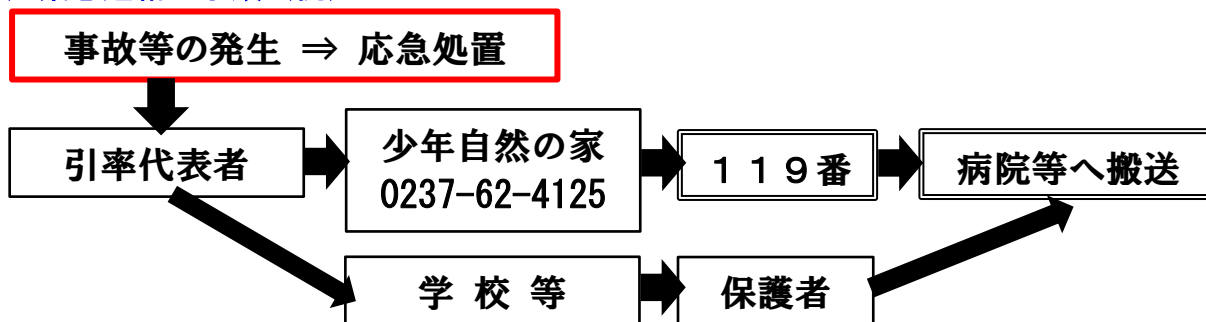 事故等の発生 ⇒ 応急処置
引率代表者
少年自然の家
0237-62-4125
119番
病院等へ搬送
学校等
保護者